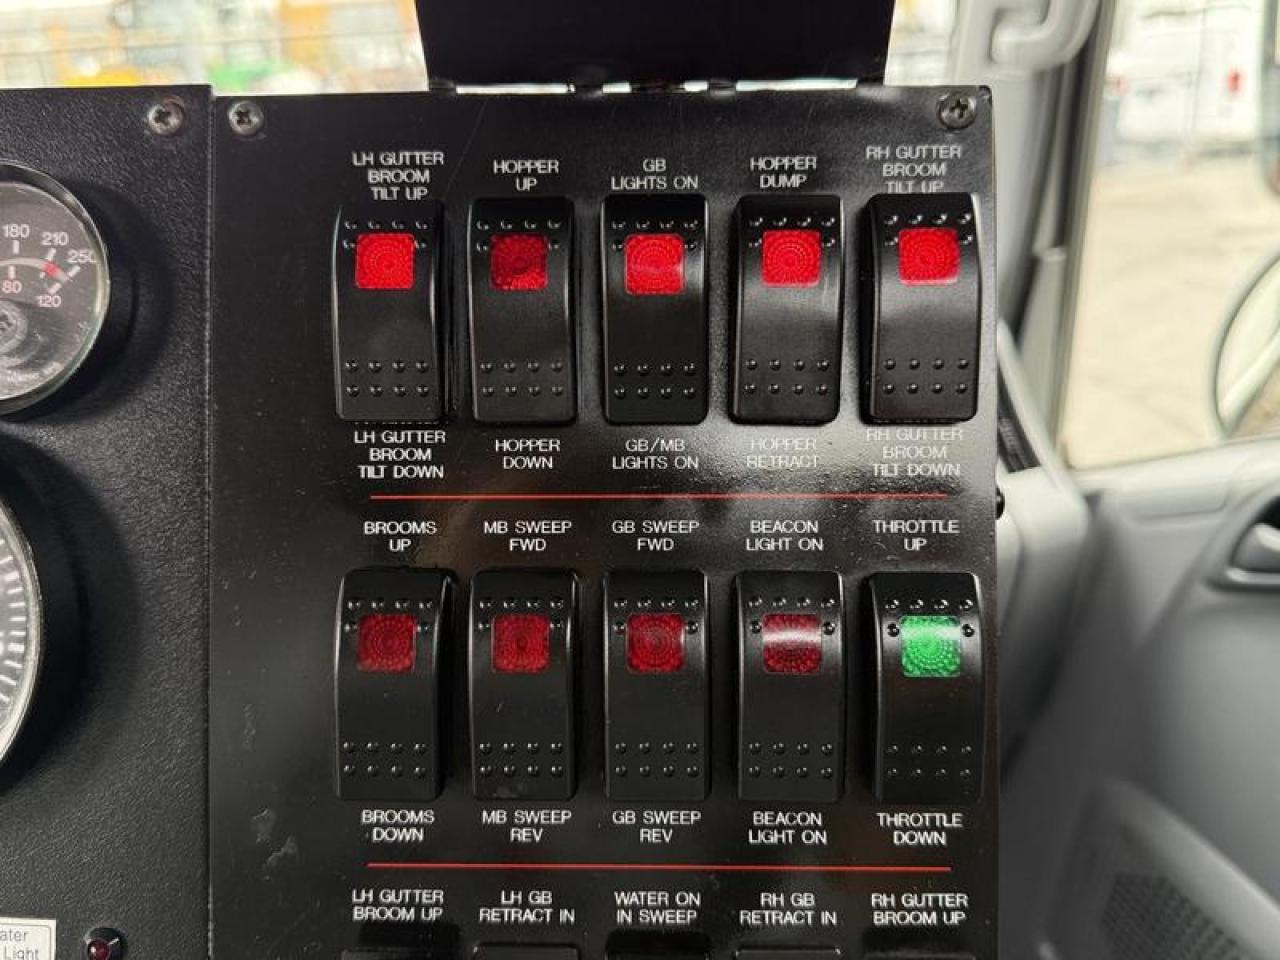 LH GUTTER
BROOM
TILT UP
HOPPER
UP
GB
LIGHTS ON
HOPPER
DUMP
RH GUTTER
BROOM
TILT UP
180
210
250
80
120
LH GUTTER
BROOM
TILT DOWN
HOPPER
DOWN
GB/MB
LIGHTS ON
HOPPER
RETRACT
RH GUTTER
BROOM
TILT DOWN
BROOMS
UP
MB SWEEP
FWD
GB SWEEP
FWD
BEACON
LIGHT ON
THROTTLE
UP
BROOMS
DOWN
MB SWEEP
REV
GB SWEEP
REV
BEACON
LIGHT ON
THROTTLE
DOWN
LH GUTTER
BROOM UP
LH GB
RETRACT IN
WATER ON
IN SWEEP
RH GB
RETRACT IN
RH GUTTER
BROOM UP
ater
Light